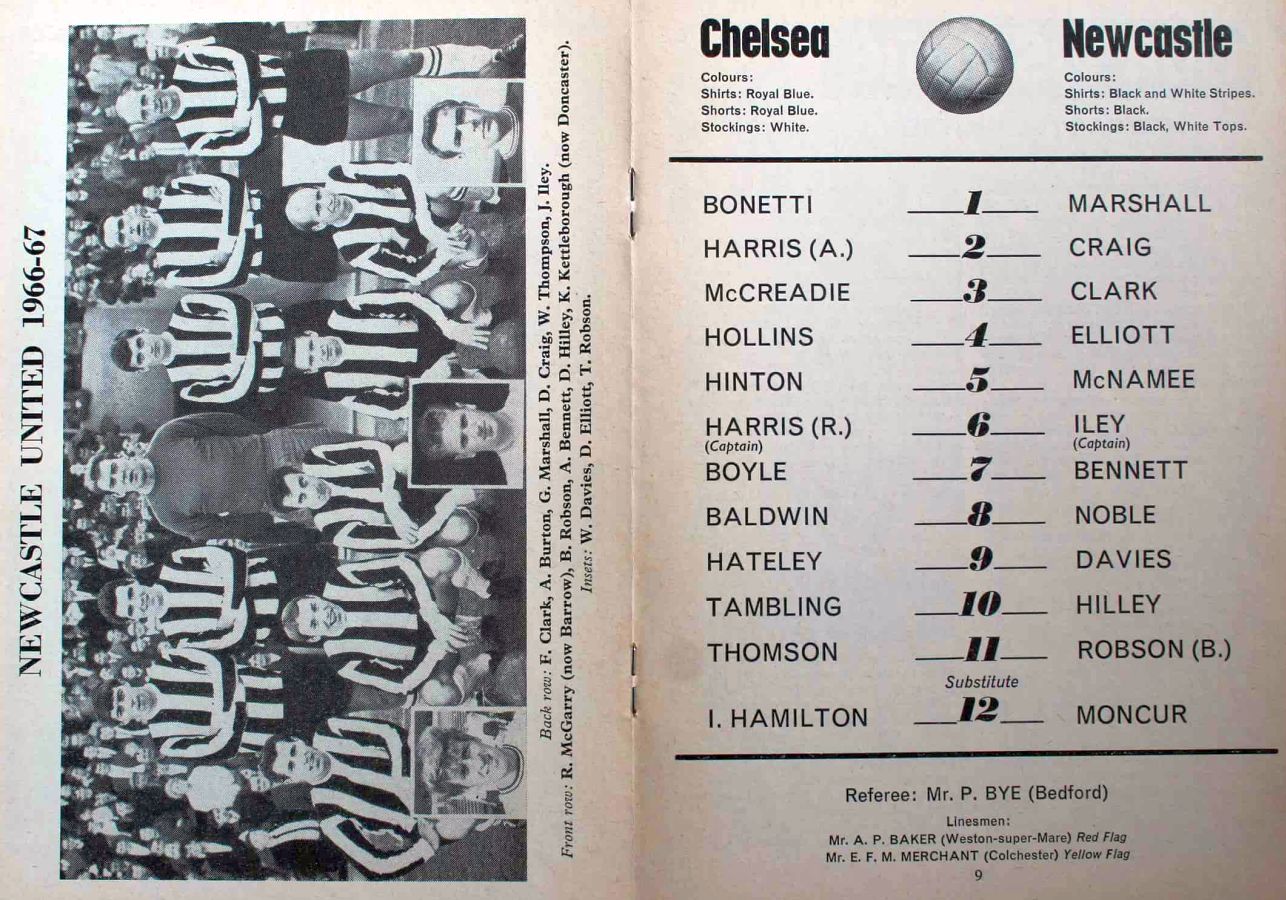 NEWCASTLE UNITED 1966-67
Back row: F. Clark, A. Burton, G. Marshall, D. Craig, W. Thompson, J. Iley.
Front row: R. McGarry (now Barrow), B. Robson, A. Bennett, D. Hilley, K. Kettleborough (now Doncaster).
Insets: W. Davies, D. Elliott, T. Robson.
Chelsea
Colours:
Shirts: Royal Blue.
Shorts: Royal Blue.
Stockings: White.
Newcastle
Colours:
Shirts: Black and White Stripes.
Shorts: Black.
Stockings: Black, White Tops.
BONETTI 1 MARSHALL
HARRIS (A.) 2 CRAIG
McCREADIE 3 CLARK
HOLLINS 4 ELLIOTT
HINTON 5 McNAMEE
HARRIS (R.) 6 ILEY
(Captain) (Captain)
BOYLE 7 BENNETT
BALDWIN 8 NOBLE
HATELEY 9 DAVIES
TAMBLING 10 HILLEY
THOMSON 11 ROBSON (B.)
Substitute
I. HAMILTON 12 MONCUR
Referee: Mr. P. BYE (Bedford)
Linesmen:
Mr. A. P. BAKER (Weston-super-Mare) Red Flag
Mr. E. F. M. MERCHANT (Colchester) Yellow Flag
9